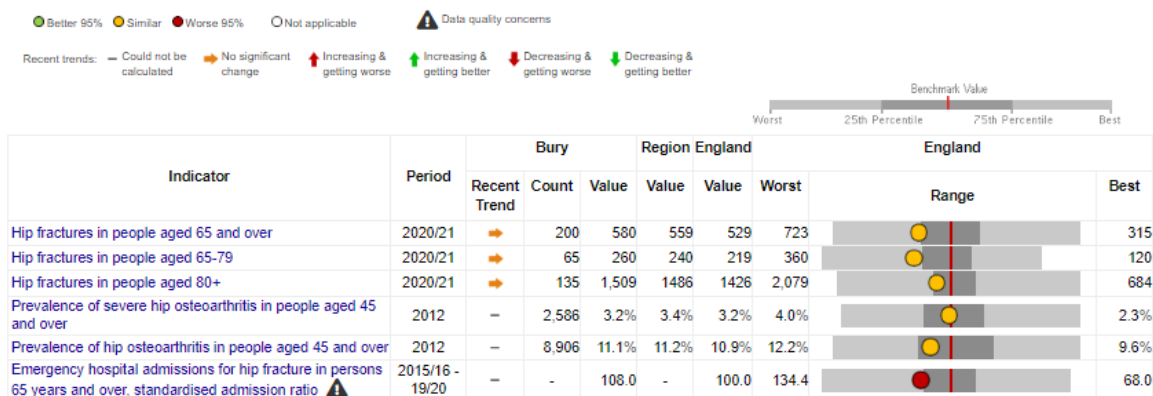 Better 95% Similar Worse 95% Not applicable Data quality concerns
Recent trends: – Could not be calculated No significant change Increasing & getting worse Increasing & getting better Decreasing & getting worse Decreasing & getting better
Benchmark Value
Worst 25th Percentile 75th Percentile Best
Indicator Period Bury Region England England
Recent Trend Count Value Value Value Worst Range Best
Hip fractures in people aged 65 and over 2020/21 200 580 559 529 723 315
Hip fractures in people aged 65-79 2020/21 65 260 240 219 360 120
Hip fractures in people aged 80+ 2020/21 135 1,509 1486 1426 2,079 684
Prevalence of severe hip osteoarthritis in people aged 45 and over 2012 – 2,586 3.2% 3.4% 3.2% 4.0% 2.3%
Prevalence of hip osteoarthritis in people aged 45 and over 2012 – 8,906 11.1% 11.2% 10.9% 12.2% 9.6%
Emergency hospital admissions for hip fracture in persons 65 years and over, standardised admission ratio 2015/16 - 19/20 – - 108.0 - 100.0 134.4 68.0